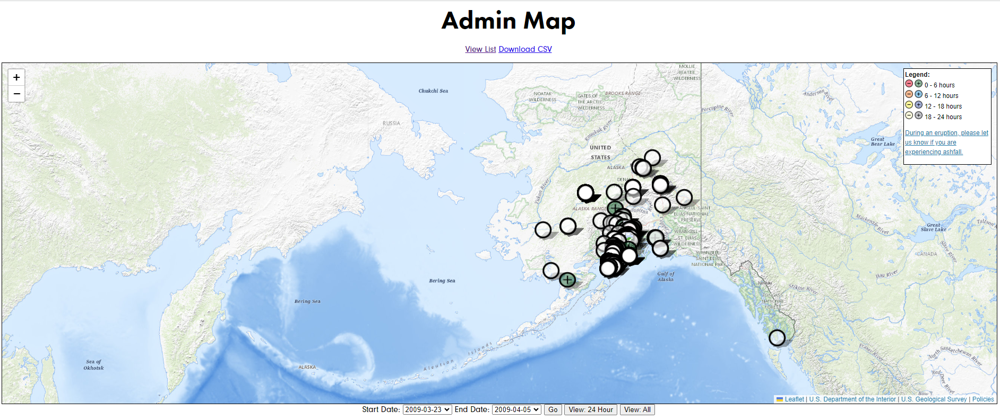 Admin Map
View List Download CSV
+
−
Legend:
0 - 6 hours
6 - 12 hours
12 - 18 hours
18 - 24 hours
During an eruption, please let
us know if you are
experiencing ashfall.
MOLLIE
BEATTIE
WILDERNESS
Chukchi Sea
NOATAK
WILDERNESS
GATES OF
THE ARCTIC
WILDERNESS
BROOKS RANGE
Anderson River
Porcupine River
RUSSIA
Koyukuk River
Great
Bear Lake
UNITED
STATES
ALASKA
Yukon River
ALASKA RANGE
Susitna
WRANGELL-SAINT
ELIAS NATIONAL
PRESERVE
Mackenzie River
Great
Slave Lake
WRANGELL
ST. ELIAS
WILDERNESS
Slave River
WRANGELL
SAINT ELIAS
NATIONAL PARK
CANADA
Hay River
Gulf of
Alaska
Bering Sea
Juneau
Stikine River
TONGASS
NATIONAL
FOREST
Bering Sea
Aleutian Islands
Fraser River
North Saskatchewan River
Sea of
Okhotsk
ALASKA
Red Deer River
Leaflet | U.S. Department of the Interior | U.S. Geological Survey | Policies
Start Date: 2009-03-23 End Date: 2009-04-05 Go View: 24 Hour View: All